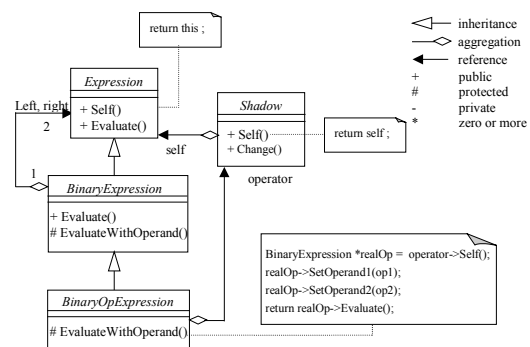 return this ;
inheritance
aggregation
reference
+ public
# protected
- private
* zero or more
Expression
+ Self()
+ Evaluate()
Left, right
2
1
self
Shadow
+ Self()
+ Change()
return self ;
operator
BinaryExpression
+ Evaluate()
# EvaluateWithOperand()
BinaryOpExpression
# EvaluateWithOperand()
BinaryExpression *realOp = operator->Self();
realOp->SetOperand1(op1);
realOp->SetOperand2(op2);
return realOp->Evaluate();